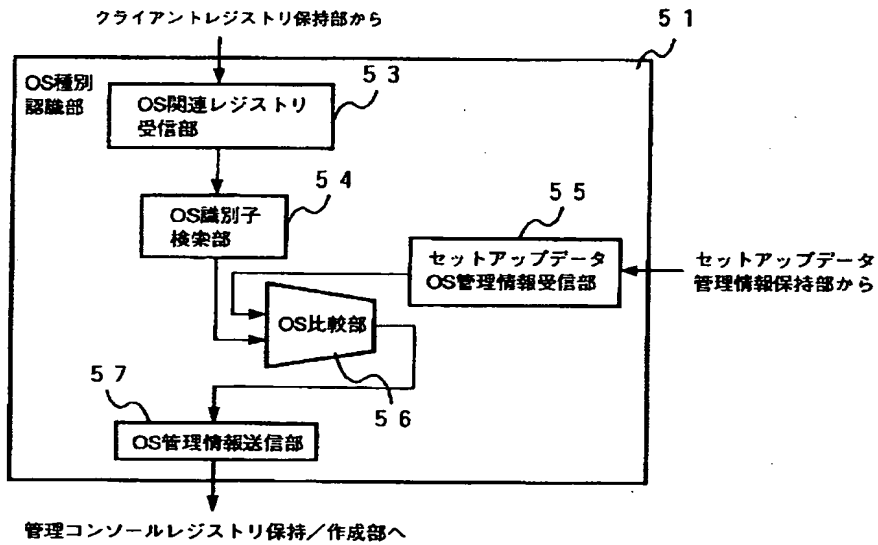 クライアントレジストリ保持部から
51
OS種別
認識部
53
OS関連レジストリ
受信部
54
OS識別子
検索部
55
セットアップデータ
OS管理情報受信部
セットアップデータ
管理情報保持部から
OS比較部
56
57
OS管理情報送信部
管理コンソールレジストリ保持/作成部へ